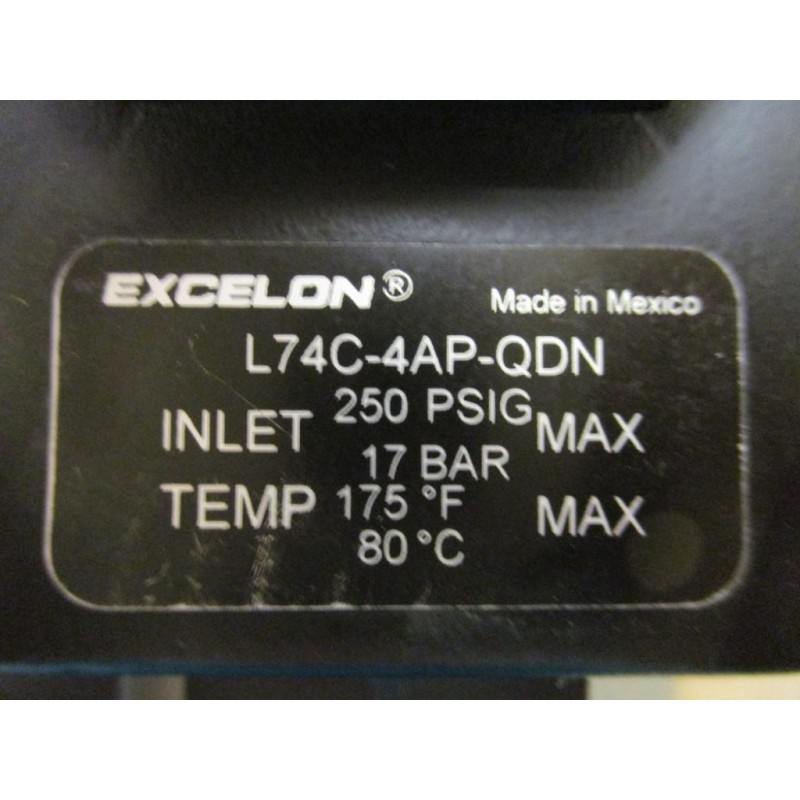 EXCELON® Made in Mexico
L74C-4AP-QDN
INLET 250 PSIG MAX
17 BAR
TEMP 175 °F MAX
80 °C